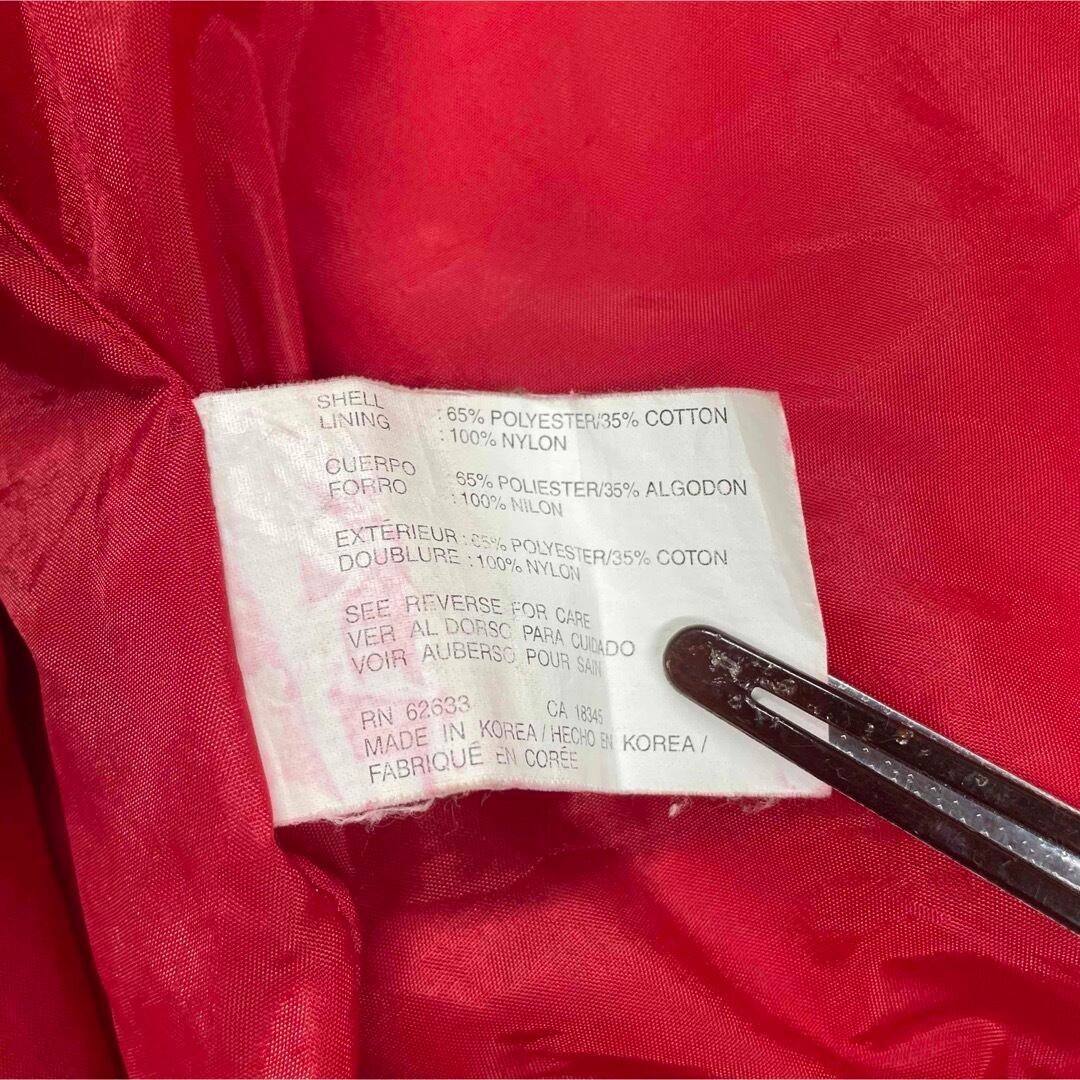 SHELL : 65% POLYESTER/35% COTTON
LINING : 100% NYLON
CUERPO : 65% POLIESTER/35% ALGODON
FORRO : 100% NILON
EXTÉRIEUR : 65% POLYESTER/35% COTON
DOUBLURE : 100% NYLON
SEE REVERSE FOR CARE
VER AL DORSO PARA CUIDADO
VOIR AUBERSO POUR SAIN
RN 62633 CA 18345
MADE IN KOREA / HECHO EN KOREA /
FABRIQUÉ EN CORÉE